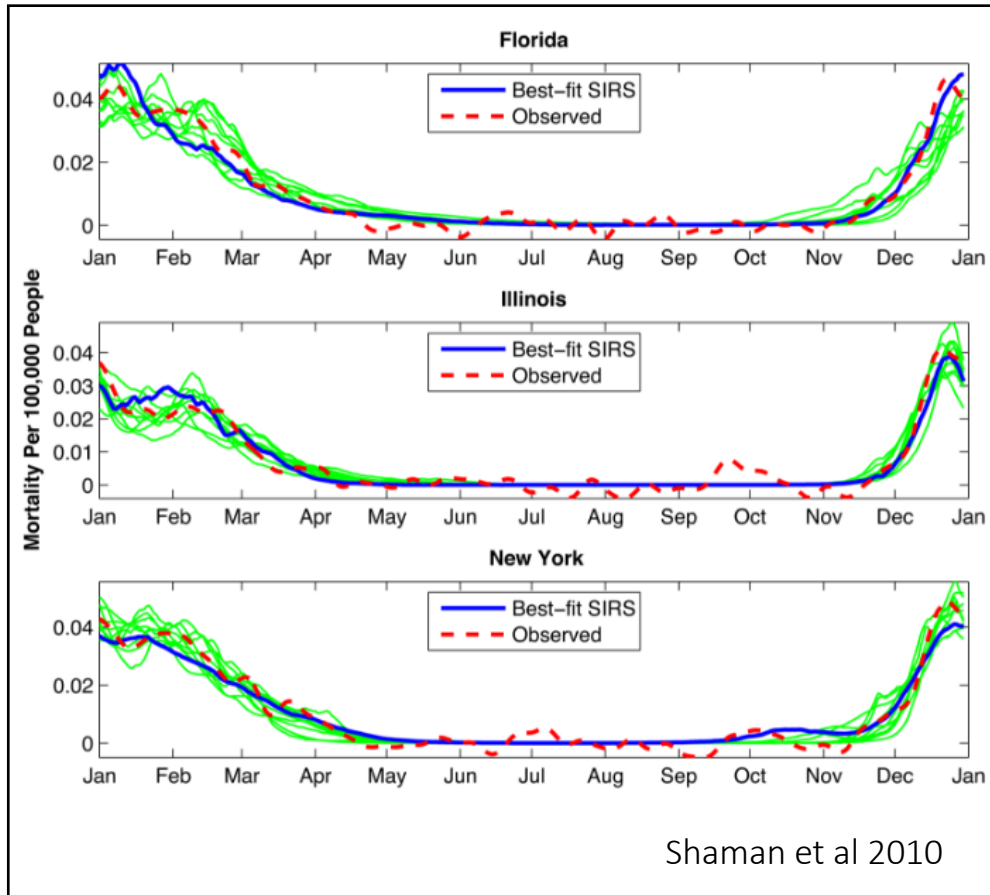 Florida
Best-fit SIRS
Observed
0.04
0.02
0
Jan Feb Mar Apr May Jun Jul Aug Sep Oct Nov Dec Jan
Mortality Per 100,000 People
Illinois
Best-fit SIRS
Observed
0.04
0.03
0.02
0.01
0
Jan Feb Mar Apr May Jun Jul Aug Sep Oct Nov Dec Jan
New York
Best-fit SIRS
Observed
0.04
0.02
0
Jan Feb Mar Apr May Jun Jul Aug Sep Oct Nov Dec Jan
Shaman et al 2010